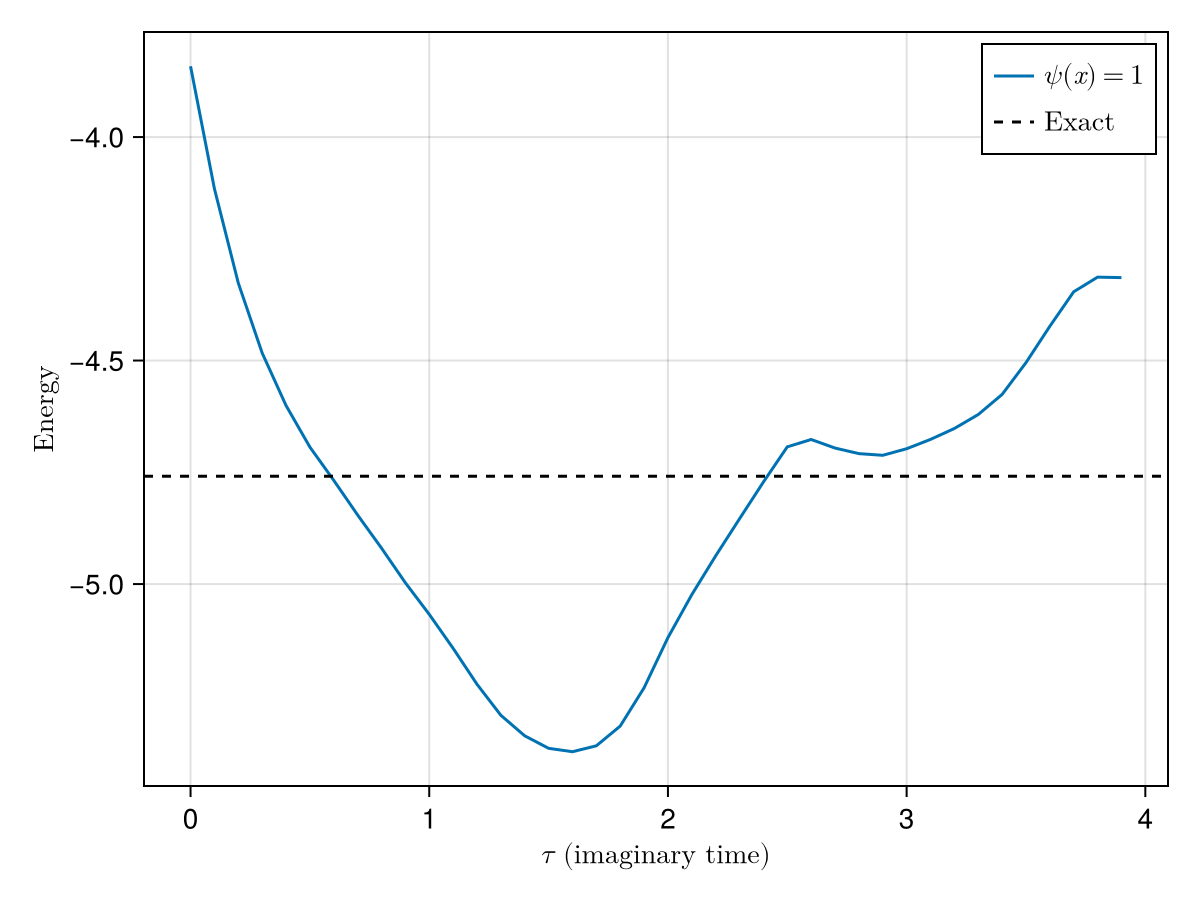 ψ(x) = 1
Exact
−4.0
−4.5
−5.0
Energy
0 1 2 3 4
τ (imaginary time)